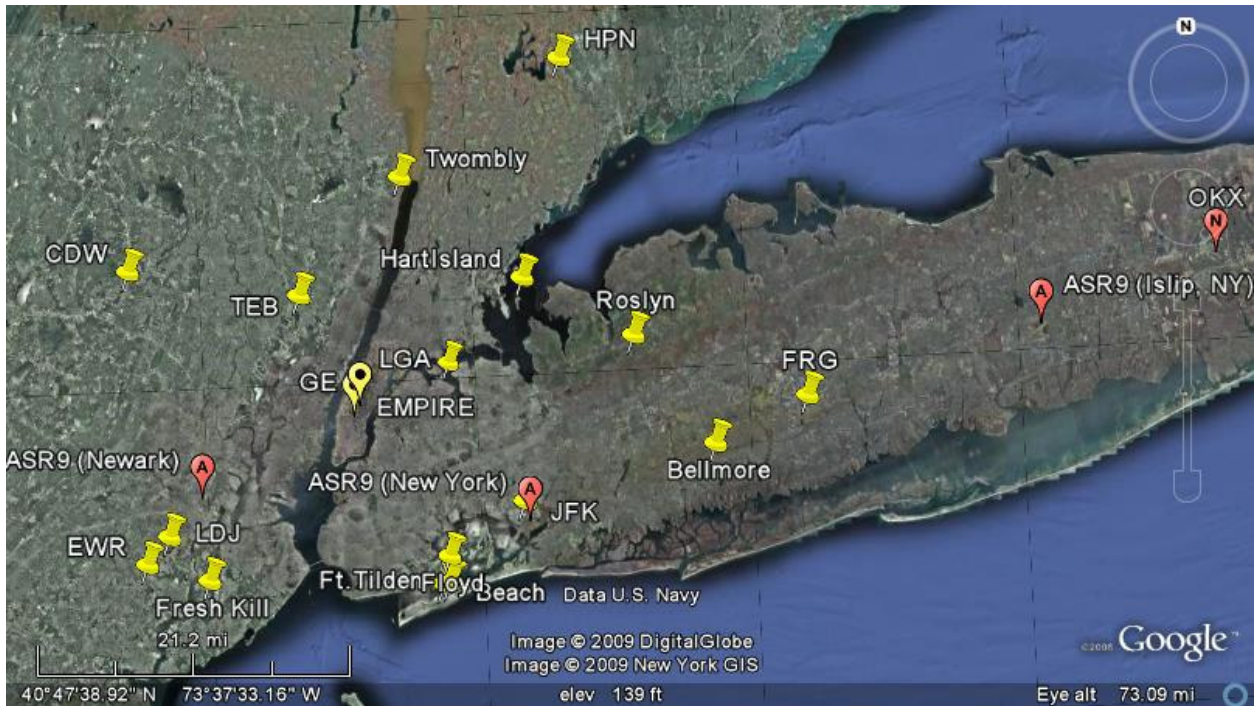 N
HPN
Twombly
OKX
N
CDW
HartIsland
TEB
Roslyn
A
ASR9 (Islip, NY)
LGA
FRG
GE
EMPIRE
ASR9 (Newark)
A
Bellmore
ASR9 (New York)
A
JFK
LDJ
EWR
Ft.Tilden
Floyd
Beach
Data U.S. Navy
Fresh Kill
21.2 mi
Image © 2009 DigitalGlobe
Image © 2009 New York GIS
Google™
40°47'38.92" N 73°37'33.16" W elev 139 ft Eye alt 73.09 mi